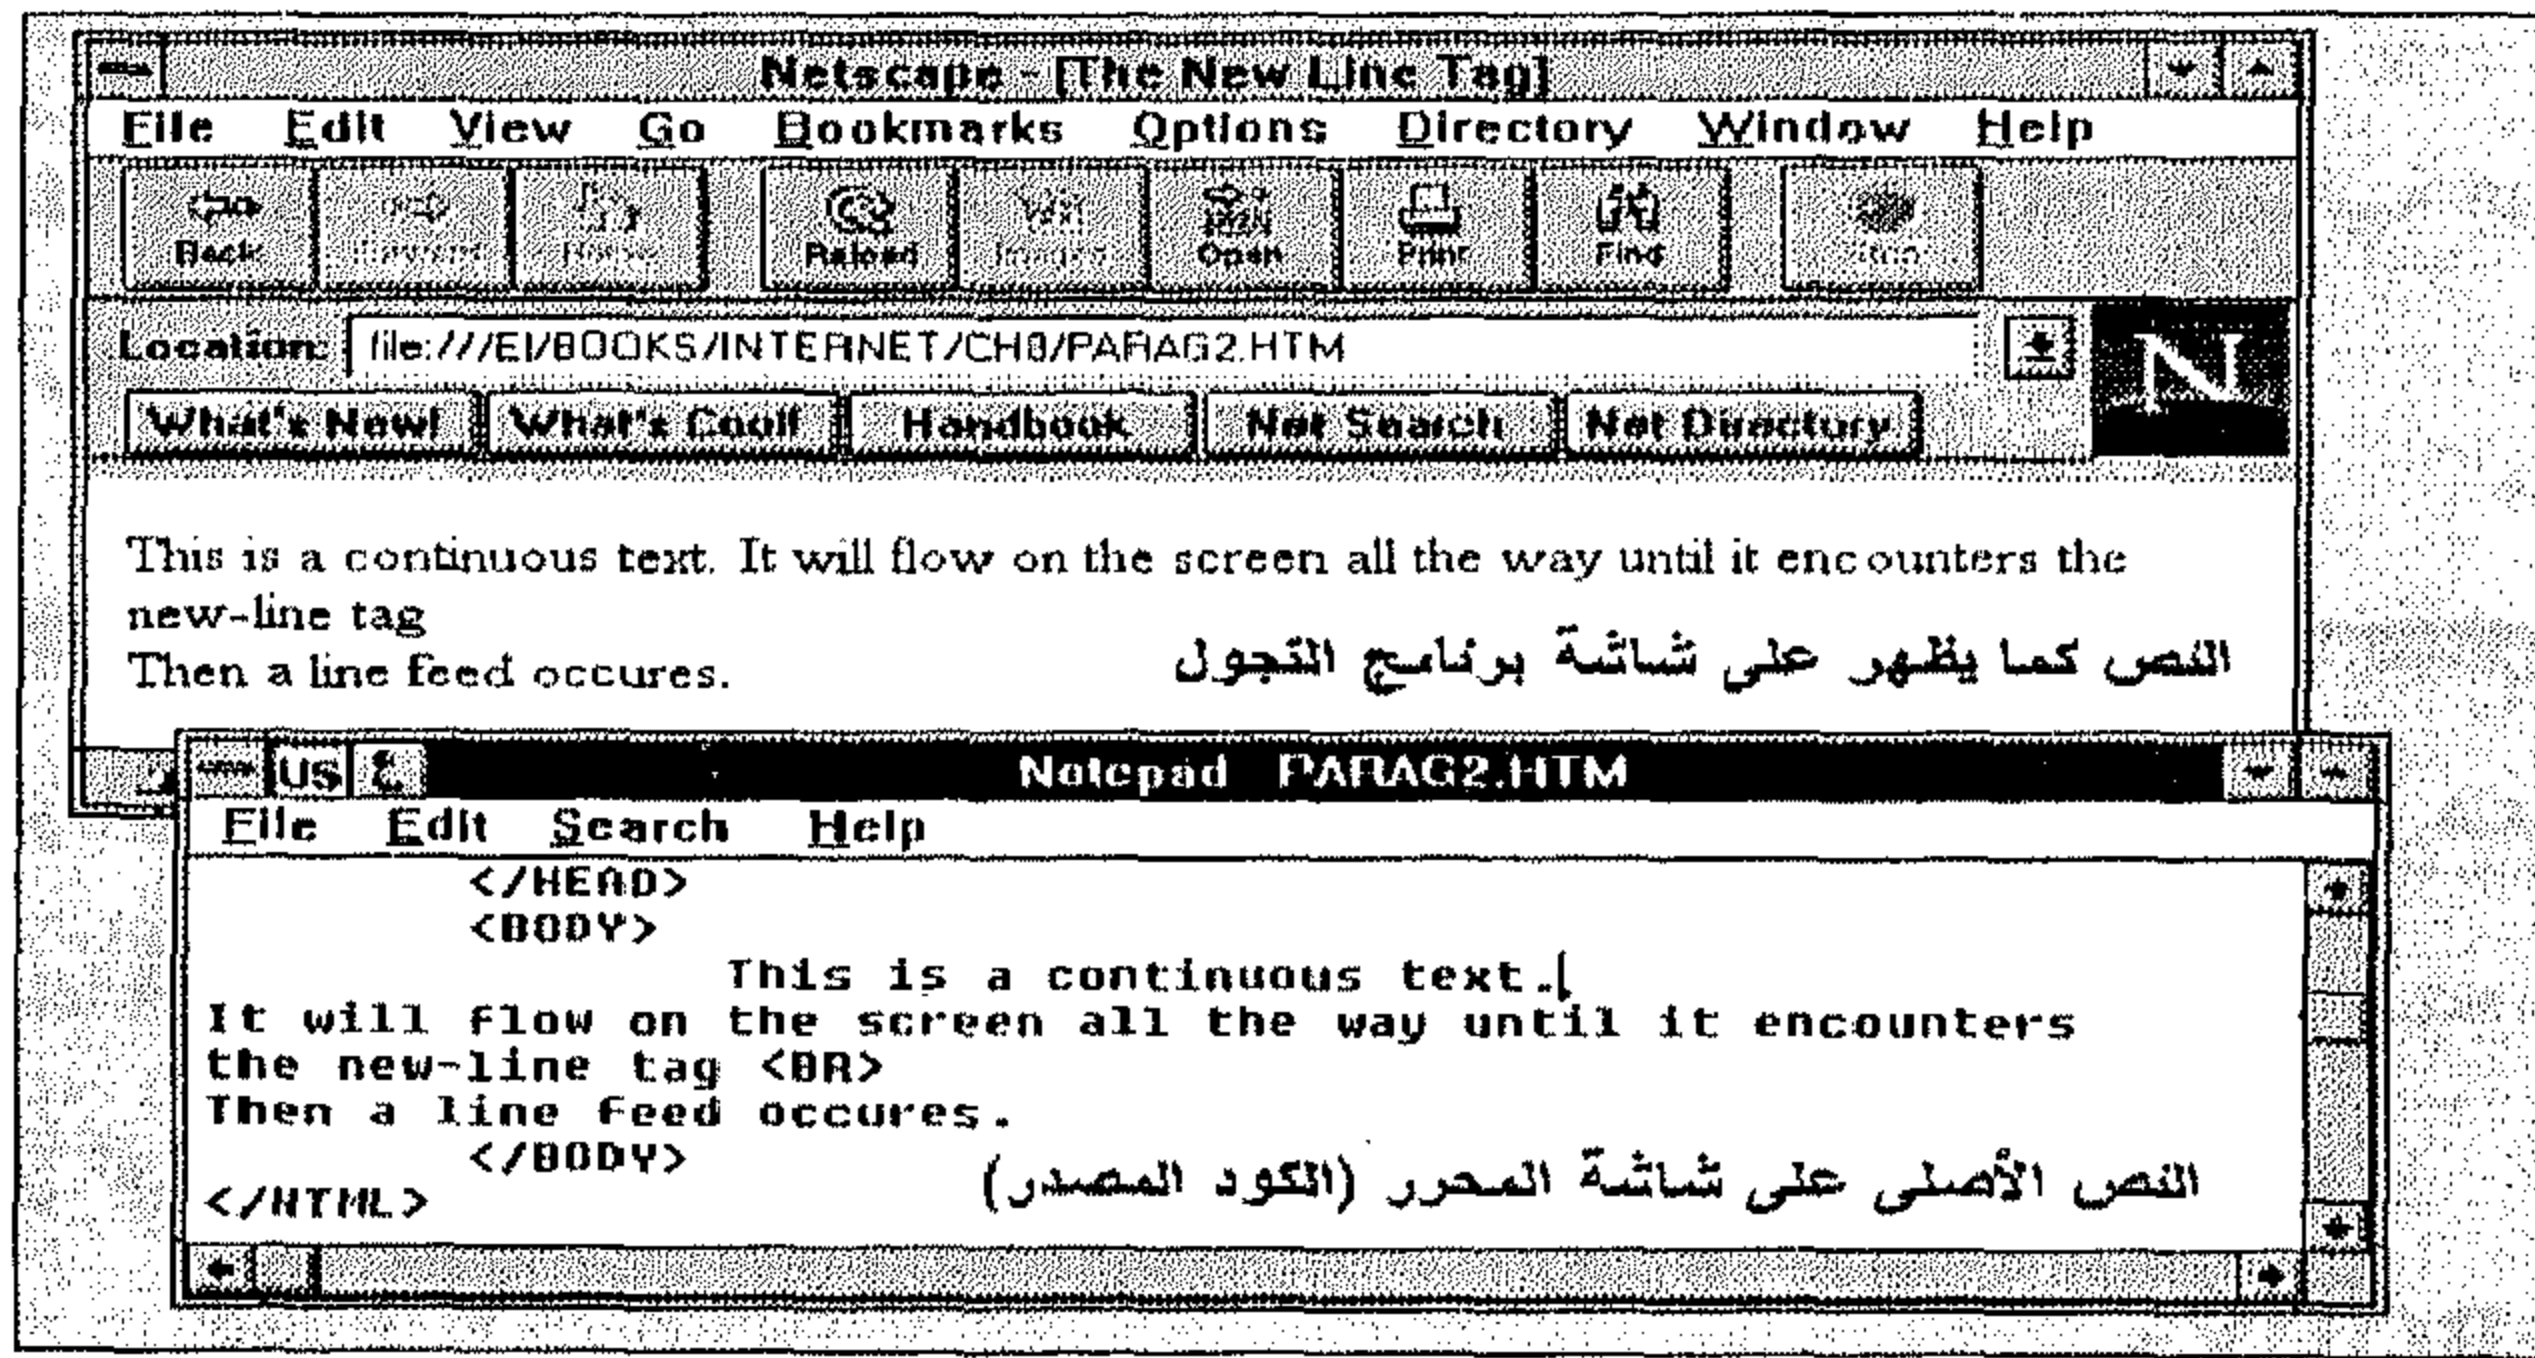 Netscape - [The New Line Tag]
File Edit View Go Bookmarks Options Directory Window Help
Back Forward Home Reload Images Open Print Find Stop
Location: file:///E|/BOOKS/INTERNET/CH8/PARAG2.HTM
N
What's New! What's Cool! Handbook Net Search Net Directory
This is a continuous text. It will flow on the screen all the way until it encounters the
new-line tag
Then a line feed occures.
النص كما يظهر على شاشة برنامج التجول
US
Notepad PARAG2.HTM
File Edit Search Help
</HEAD>
<BODY>
This is a continuous text.
It will flow on the screen all the way until it encounters
the new-line tag <BR>
Then a line feed occures.
</BODY>
النص الأصلى على شاشة المحرر (الكود المصدر)
</HTML>